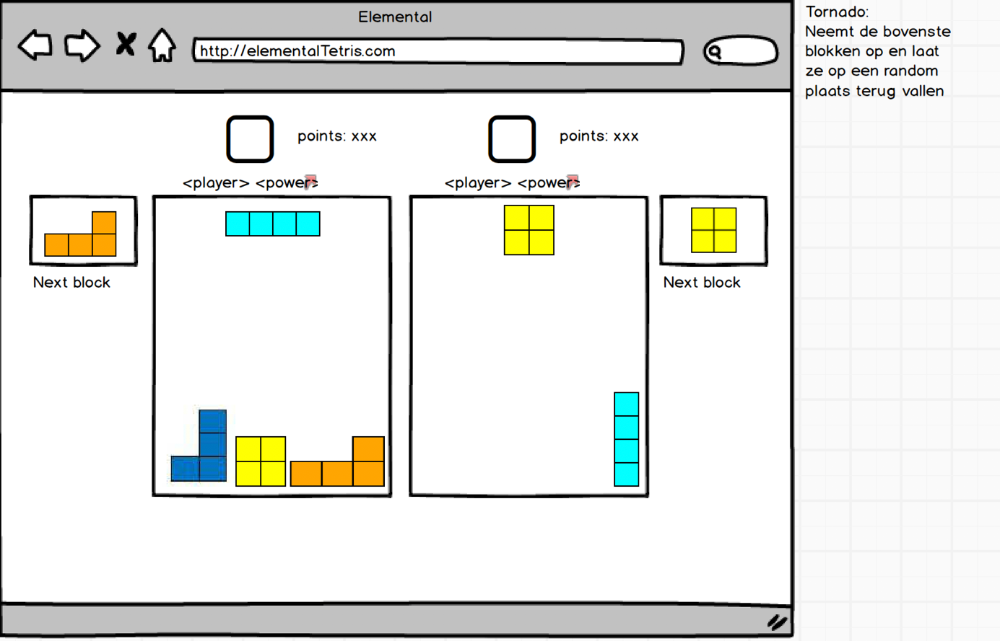 Elemental
http://elementalTetris.com
points: xxx
points: xxx
<player> <power>
<player> <power>
Next block
Next block
Tornado:
Neemt de bovenste
blokken op en laat
ze op een random
plaats terug vallen